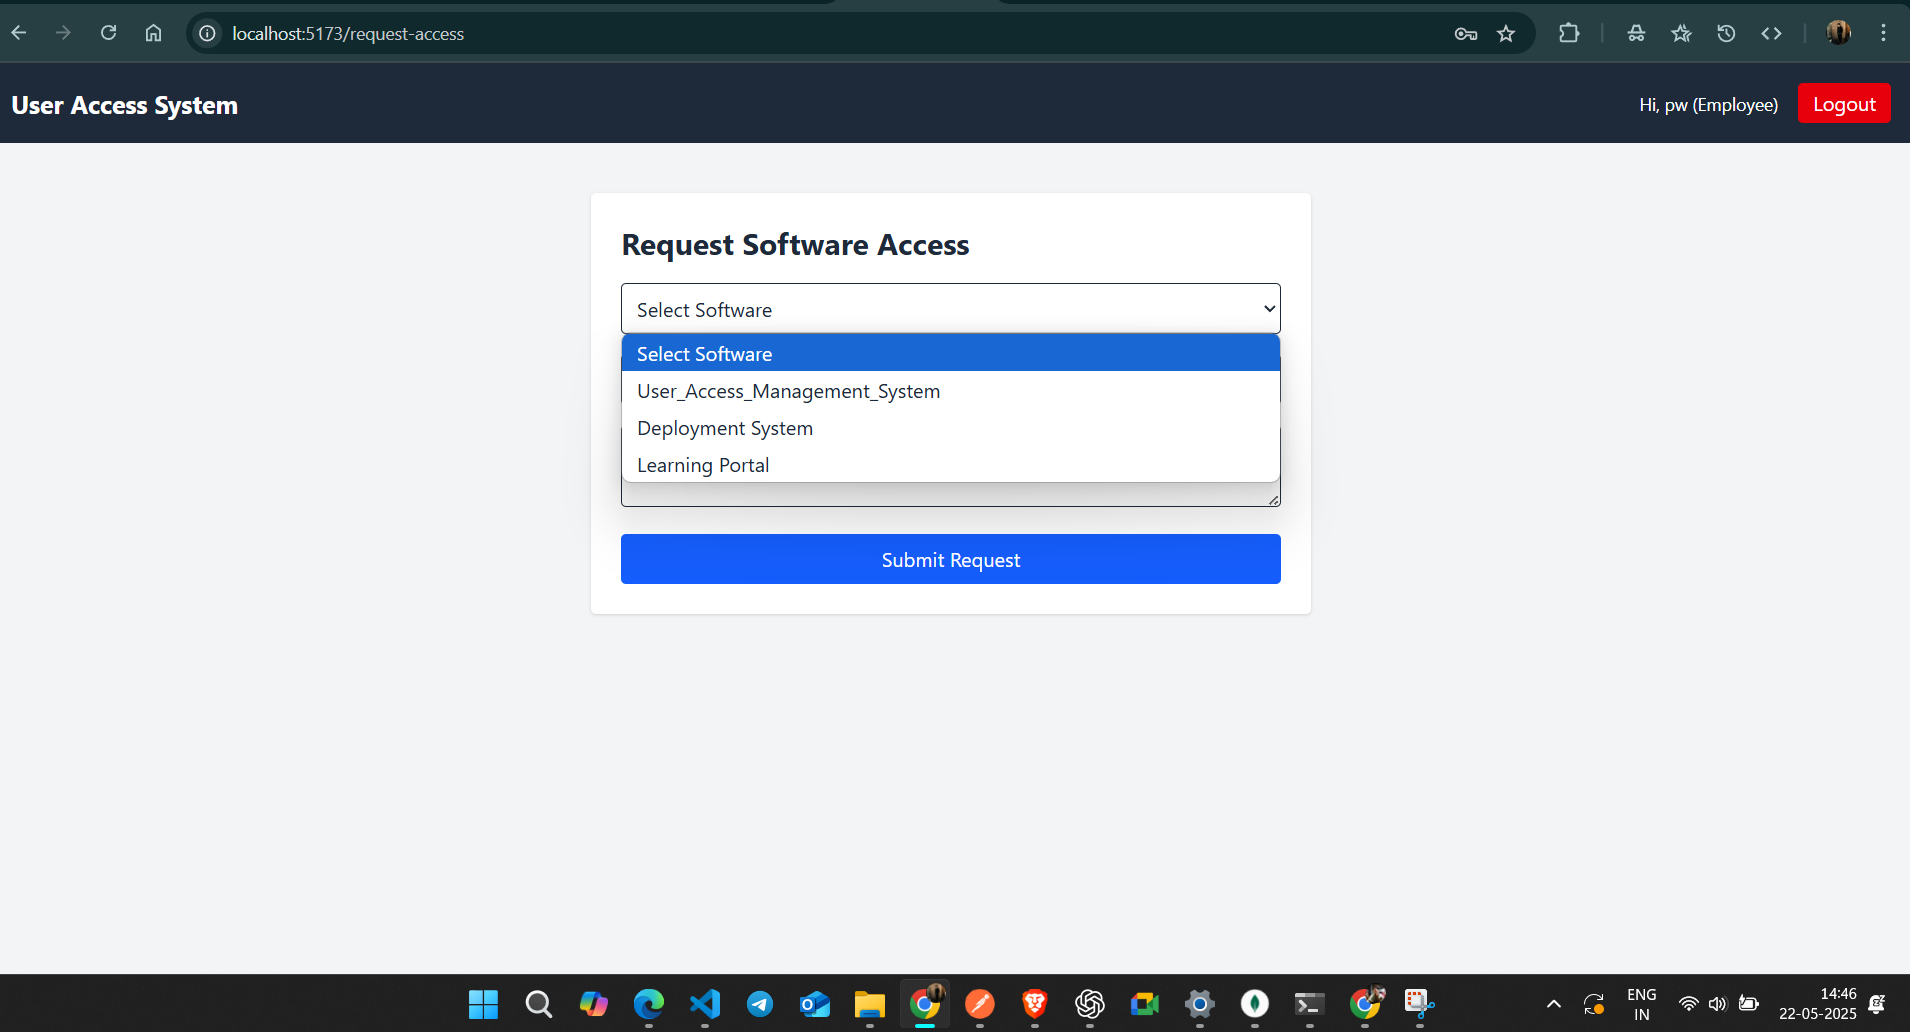 localhost:5173/request-access
User Access System
Hi, pw (Employee)
Logout
Request Software Access
Select Software
Select Software
User_Access_Management_System
Deployment System
Learning Portal
Submit Request
ENG
IN
14:46
22-05-2025